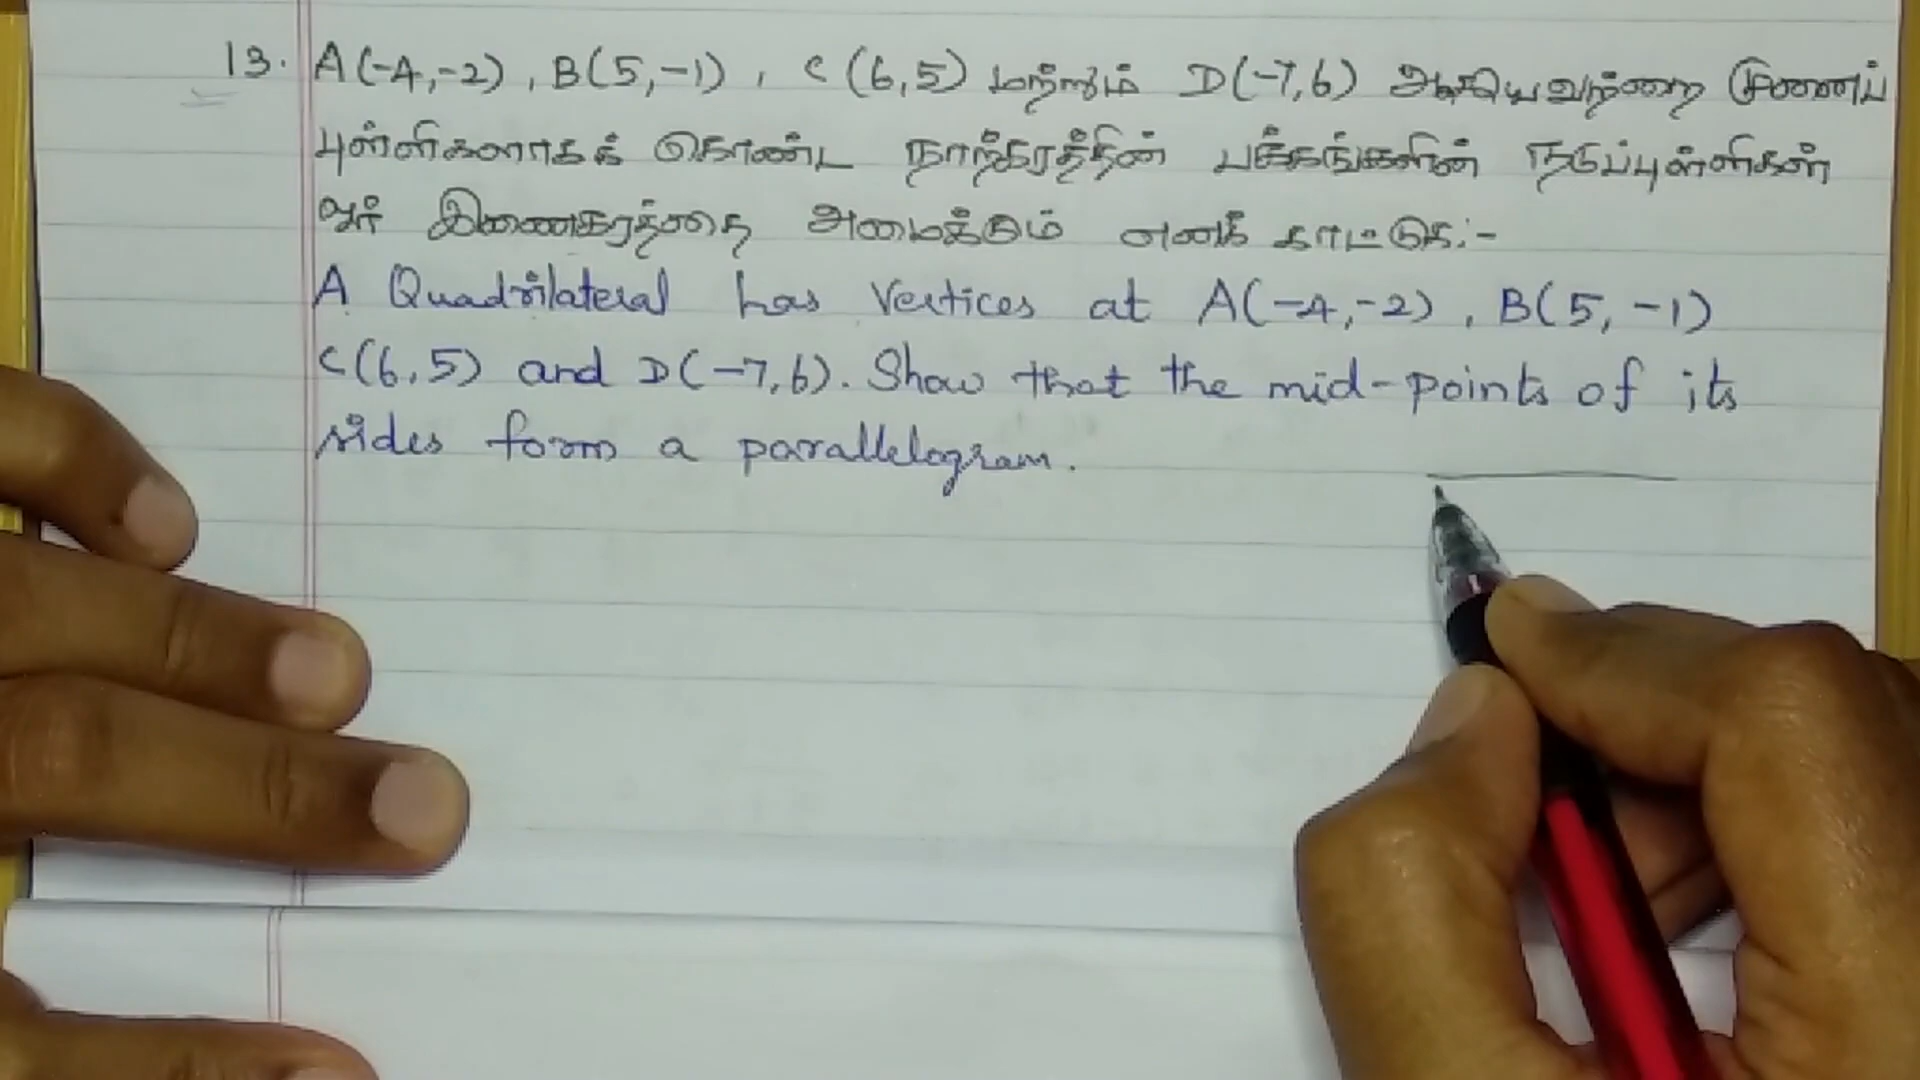 13. A(-4,-2), B(5,-1), C(6,5) மற்றும் D(-7,6) ஆகியவற்றை முனைப்
புள்ளிகளாகக் கொண்ட நாற்கரத்தின் பக்கங்களின் நடுப்புள்ளிகள்
ஓர் இணைகரத்தை அமைக்கும் எனக் காட்டுக:-
A Quadrilateral has Vertices at A(-4,-2), B(5,-1)
C(6,5) and D(-7,6). Show that the mid-points of its
sides form a parallelogram.